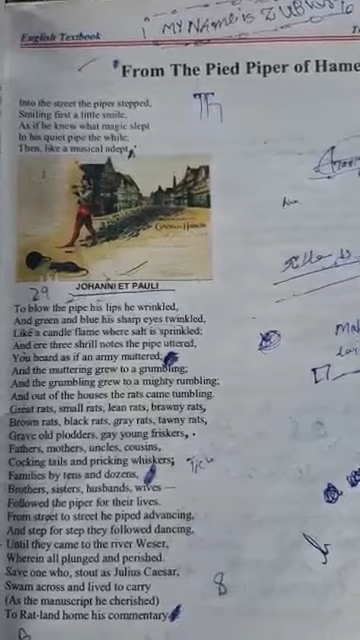 MY NAME IS ZUBIYA
English Textbook
"From The Pied Piper of Hame
Into the street the piper stepped,
Smiling first a little smile,
As if he knew what magic slept
In his quiet pipe the while;
Then, like a musical adept,
Th
JOHANNI ET PAULI
29
To blow the pipe his lips he wrinkled,
And green and blue his sharp eyes twinkled,
Like a candle flame where salt is sprinkled;
And ere three shrill notes the pipe uttered,
You heard as if an army muttered;
And the muttering grew to a grumbling;
And the grumbling grew to a mighty rumbling;
And out of the houses the rats came tumbling.
Great rats, small rats, lean rats, brawny rats,
Brown rats, black rats, gray rats, tawny rats,
Grave old plodders, gay young friskers,
Fathers, mothers, uncles, cousins,
Cocking tails and pricking whiskers;
Families by tens and dozens,
Brothers, sisters, husbands, wives —
Followed the piper for their lives.
From street to street he piped advancing,
And step for step they followed dancing,
Until they came to the river Weser,
Wherein all plunged and perished.
Save one who, stout as Julius Caesar,
Swam across and lived to carry
(As the manuscript he cherished)
To Rat-land home his commentary
8